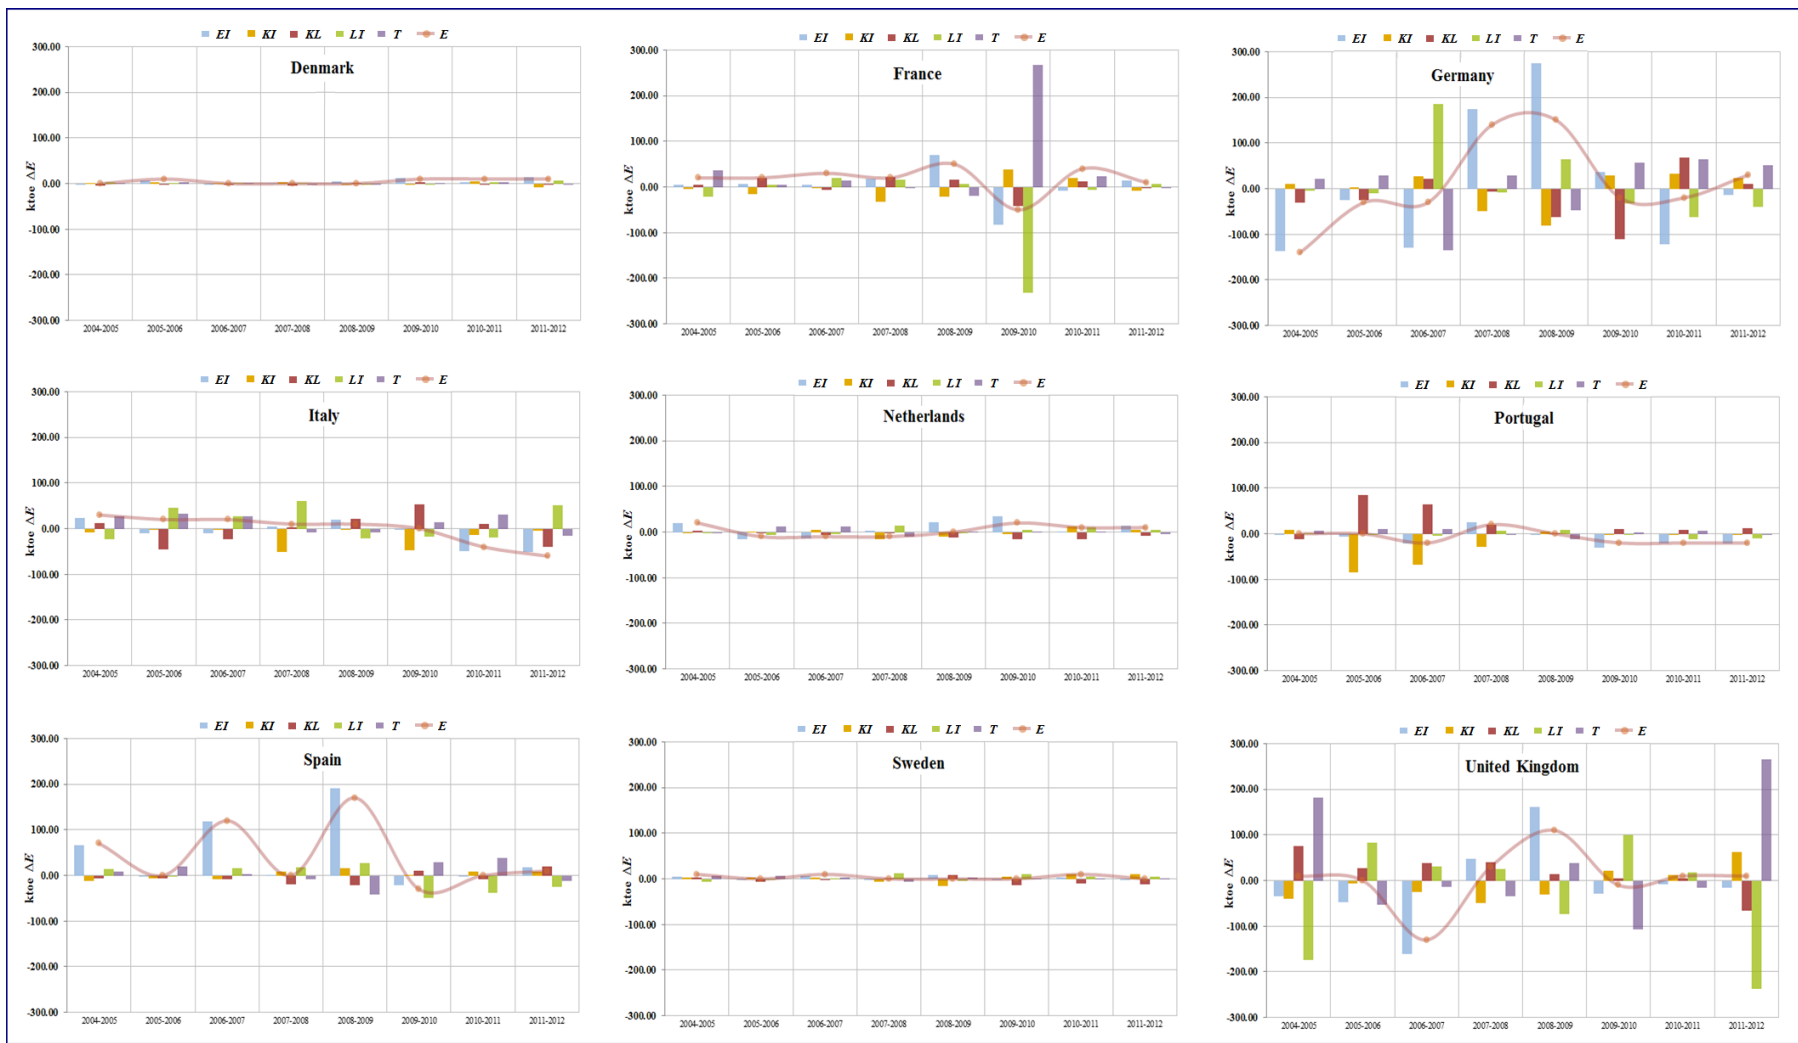 EI KI KL LI T E
Denmark
ktoe ΔE
300.00
200.00
100.00
0.00
-100.00
-200.00
-300.00
2004-2005 2005-2006 2006-2007 2007-2008 2008-2009 2009-2010 2010-2011 2011-2012
EI KI KL LI T E
France
ktoe ΔE
300.00
200.00
100.00
0.00
-100.00
-200.00
-300.00
2004-2005 2005-2006 2006-2007 2007-2008 2008-2009 2009-2010 2010-2011 2011-2012
EI KI KL LI T E
Germany
ktoe ΔE
300.00
200.00
100.00
0.00
-100.00
-200.00
-300.00
2004-2005 2005-2006 2006-2007 2007-2008 2008-2009 2009-2010 2010-2011 2011-2012
EI KI KL LI T E
Italy
ktoe ΔE
300.00
200.00
100.00
0.00
-100.00
-200.00
-300.00
2004-2005 2005-2006 2006-2007 2007-2008 2008-2009 2009-2010 2010-2011 2011-2012
EI KI KL LI T E
Netherlands
ktoe ΔE
300.00
200.00
100.00
0.00
-100.00
-200.00
-300.00
2004-2005 2005-2006 2006-2007 2007-2008 2008-2009 2009-2010 2010-2011 2011-2012
EI KI KL LI T E
Portugal
ktoe ΔE
300.00
200.00
100.00
0.00
-100.00
-200.00
-300.00
2004-2005 2005-2006 2006-2007 2007-2008 2008-2009 2009-2010 2010-2011 2011-2012
EI KI KL LI T E
Spain
ktoe ΔE
300.00
200.00
100.00
0.00
-100.00
-200.00
-300.00
2004-2005 2005-2006 2006-2007 2007-2008 2008-2009 2009-2010 2010-2011 2011-2012
EI KI KL LI T E
Sweden
ktoe ΔE
300.00
200.00
100.00
0.00
-100.00
-200.00
-300.00
2004-2005 2005-2006 2006-2007 2007-2008 2008-2009 2009-2010 2010-2011 2011-2012
EI KI KL LI T E
United Kingdom
ktoe ΔE
300.00
200.00
100.00
0.00
-100.00
-200.00
-300.00
2004-2005 2005-2006 2006-2007 2007-2008 2008-2009 2009-2010 2010-2011 2011-2012